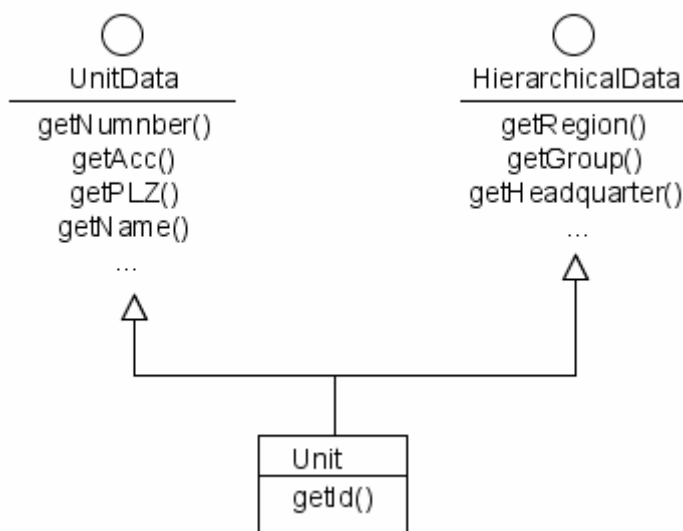 UnitData
getNumnber()
getAcc()
getPLZ()
getName()
...
HierarchicalData
getRegion()
getGroup()
getHeadquarter()
...
Unit
getId()